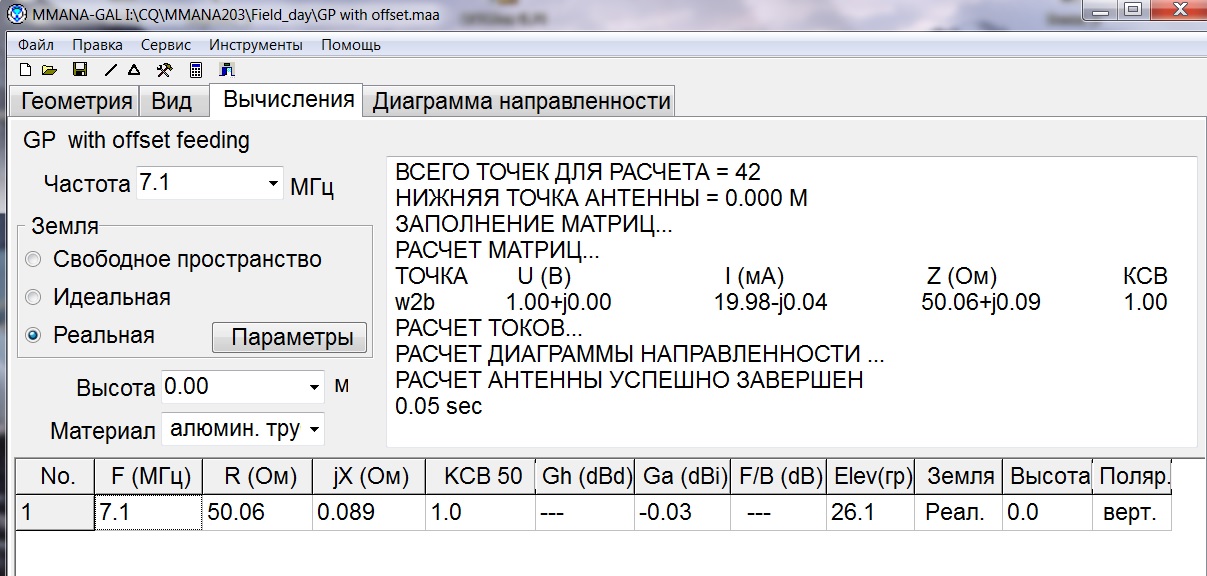 MMANA-GAL I:\CQ\MMANA203\Field_day\GP with offset.maa
Файл Правка Сервис Инструменты Помощь
Геометрия Вид Вычисления Диаграмма направленности
GP with offset feeding
Частота 7.1 МГц
Земля
Свободное пространство
Идеальная
Реальная Параметры
Высота 0.00 м
Материал алюмин. тру
ВСЕГО ТОЧЕК ДЛЯ РАСЧЕТА = 42
НИЖНЯЯ ТОЧКА АНТЕННЫ = 0.000 М
ЗАПОЛНЕНИЕ МАТРИЦ...
РАСЧЕТ МАТРИЦ...
ТОЧКА U (В) I (мА) Z (Ом) КСВ
w2b 1.00+j0.00 19.98-j0.04 50.06+j0.09 1.00
РАСЧЕТ ТОКОВ...
РАСЧЕТ ДИАГРАММЫ НАПРАВЛЕННОСТИ ...
РАСЧЕТ АНТЕННЫ УСПЕШНО ЗАВЕРШЕН
0.05 sec
No. F (МГц) R (Ом) jX (Ом) КСВ 50 Gh (dBd) Ga (dBi) F/B (dB) Elev(гр) Земля Высота Поляр.
1 7.1 50.06 0.089 1.0 --- -0.03 --- 26.1 Реал. 0.0 верт.